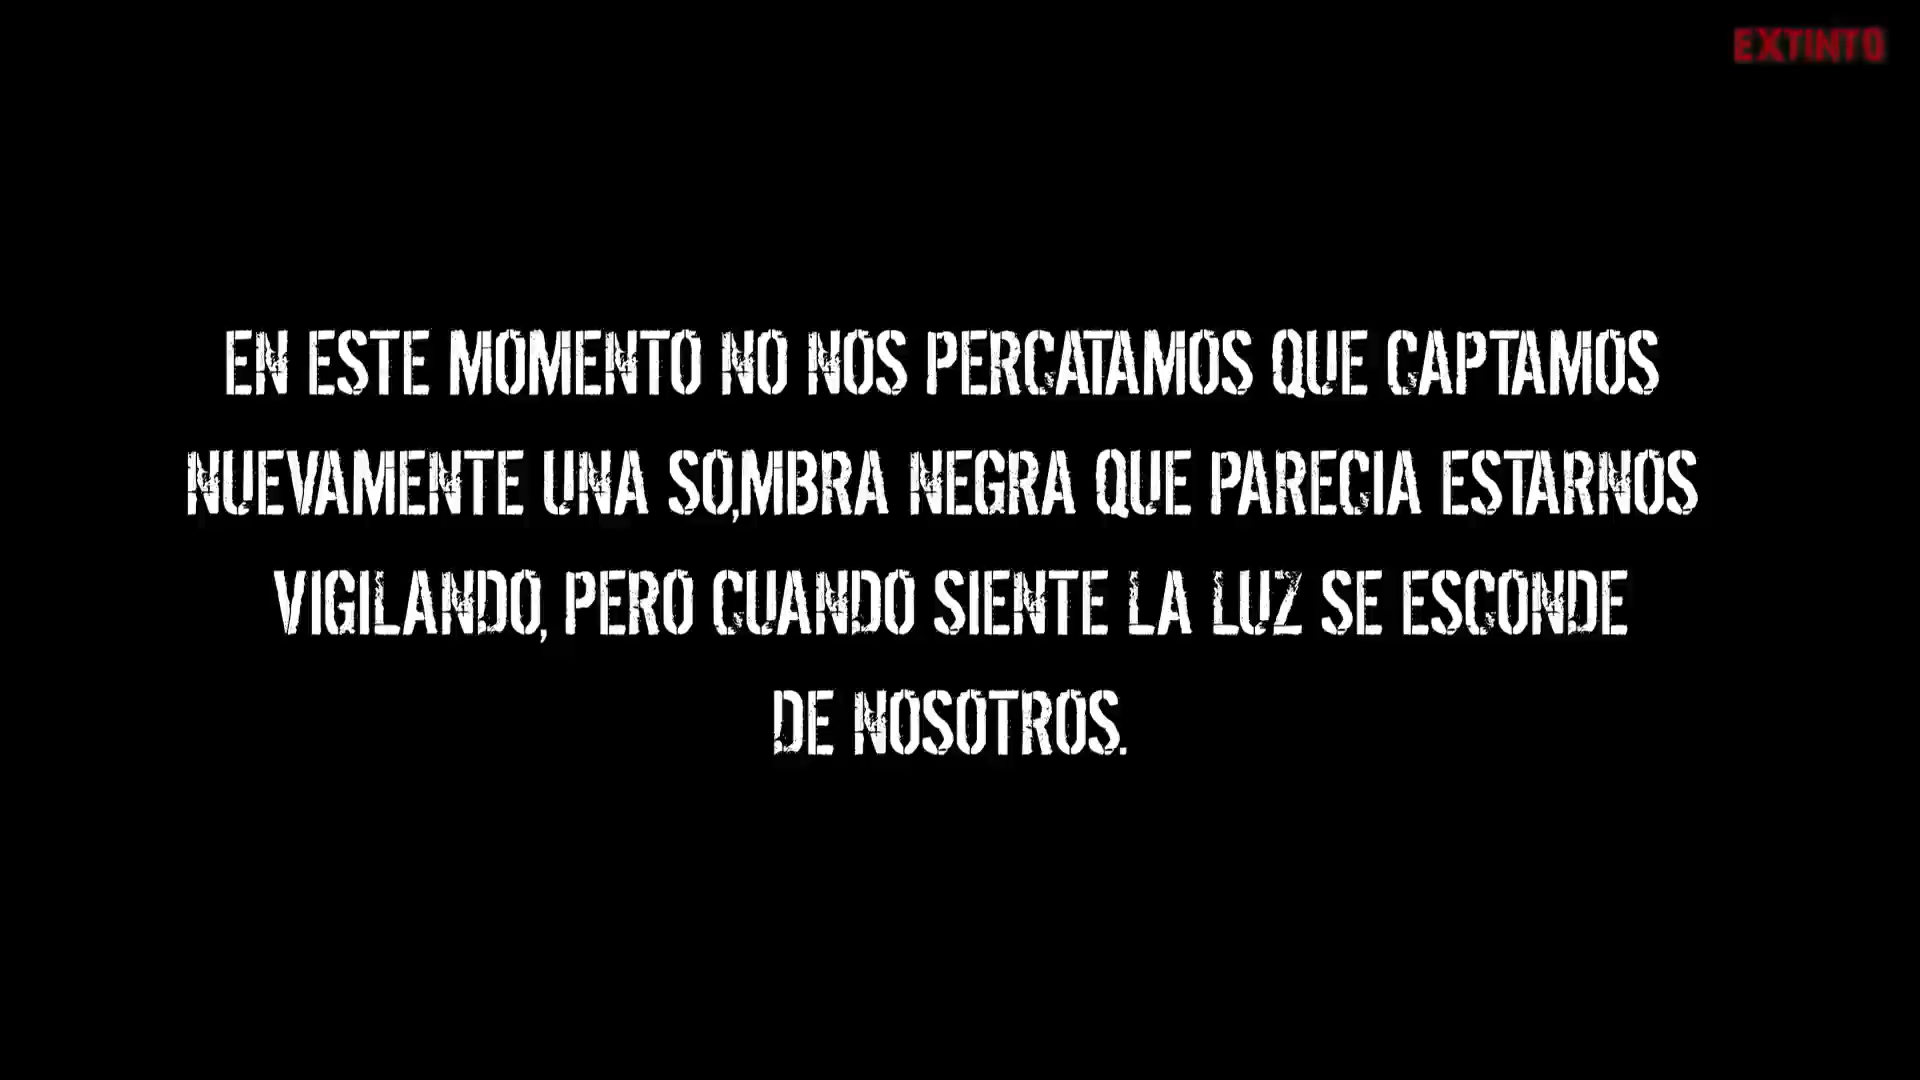 EXTINTO
EN ESTE MOMENTO NO NOS PERCATAMOS QUE CAPTAMOS
NUEVAMENTE UNA SO,MBRA NEGRA QUE PARECIA ESTARNOS
VIGILANDO, PERO CUANDO SIENTE LA LUZ SE ESCONDE
DE NOSOTROS.